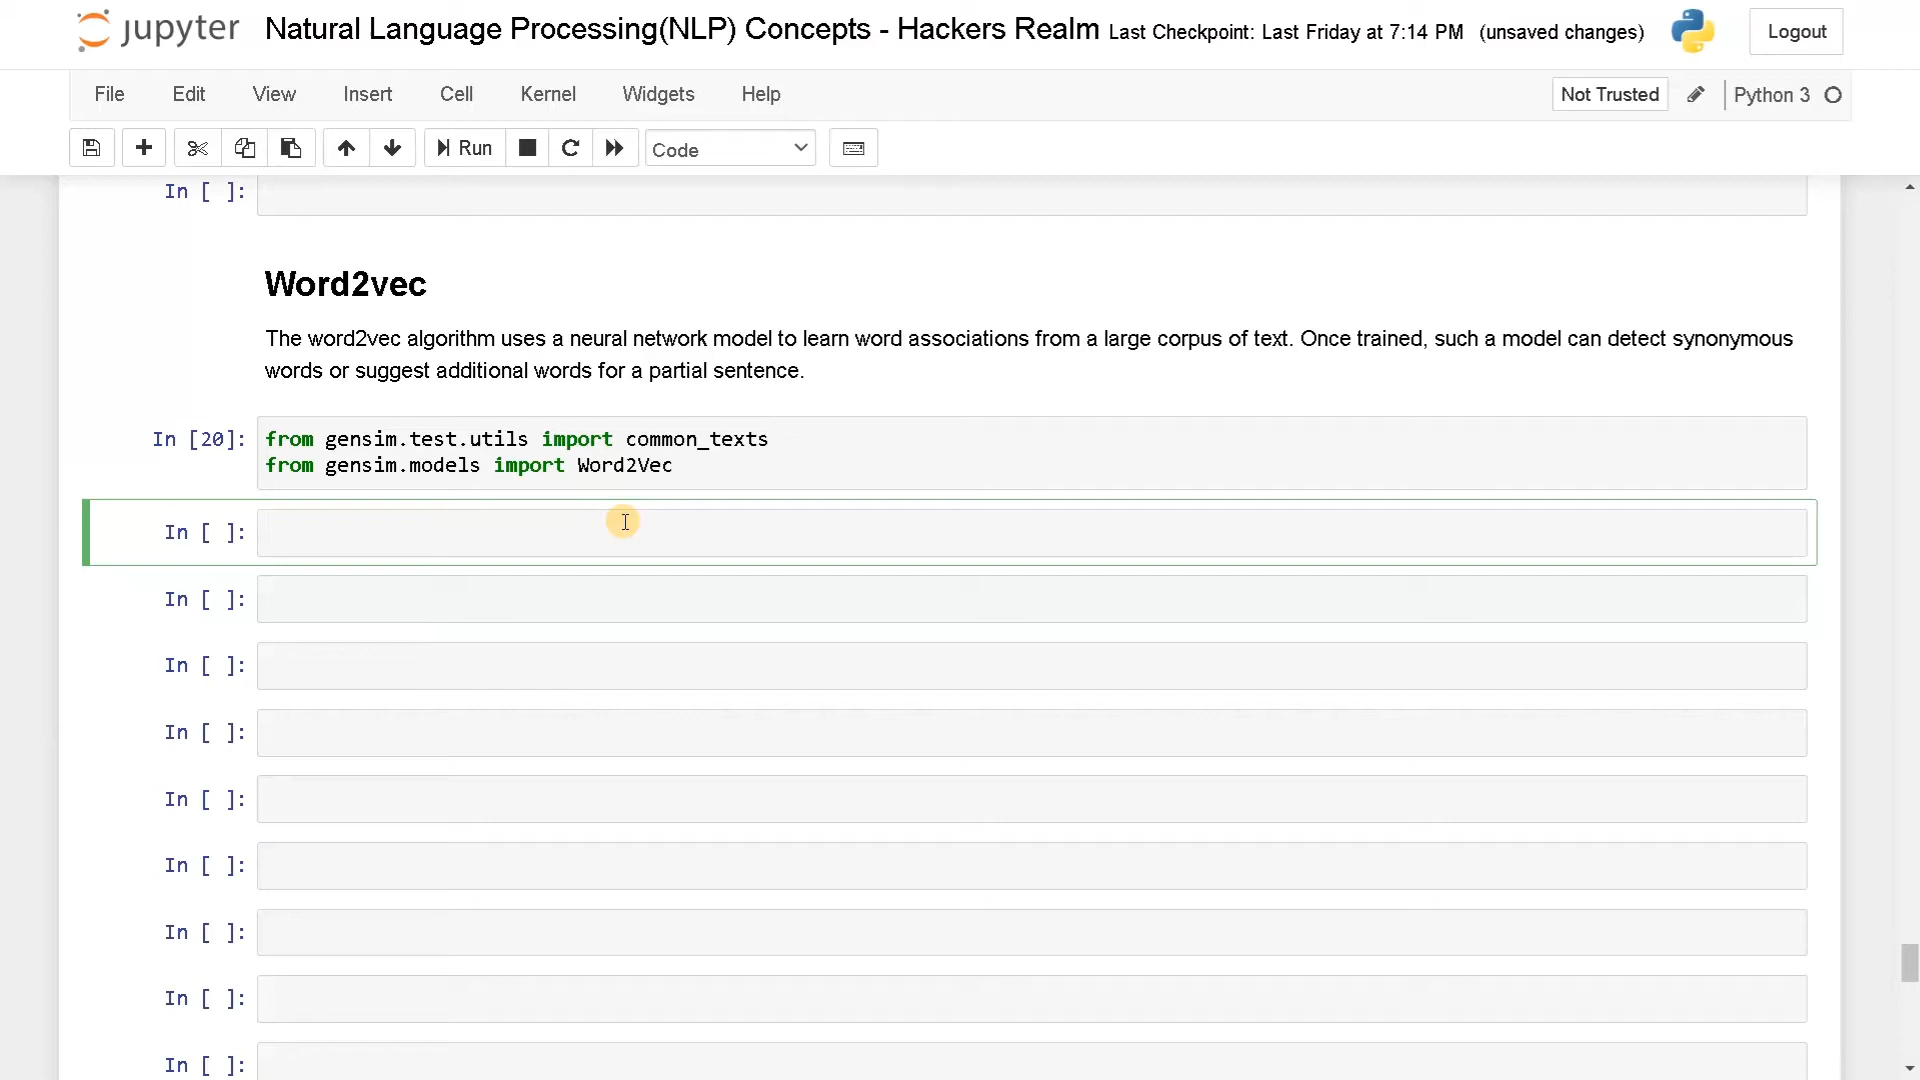 jupyter Natural Language Processing(NLP) Concepts - Hackers Realm Last Checkpoint: Last Friday at 7:14 PM (unsaved changes) Logout
File Edit View Insert Cell Kernel Widgets Help Not Trusted Python 3
Run Code
In [ ]:
Word2vec
The word2vec algorithm uses a neural network model to learn word associations from a large corpus of text. Once trained, such a model can detect synonymous
words or suggest additional words for a partial sentence.
In [20]: from gensim.test.utils import common_texts
from gensim.models import Word2Vec
In [ ]:
In [ ]:
In [ ]:
In [ ]:
In [ ]:
In [ ]:
In [ ]:
In [ ]:
In [ ]: